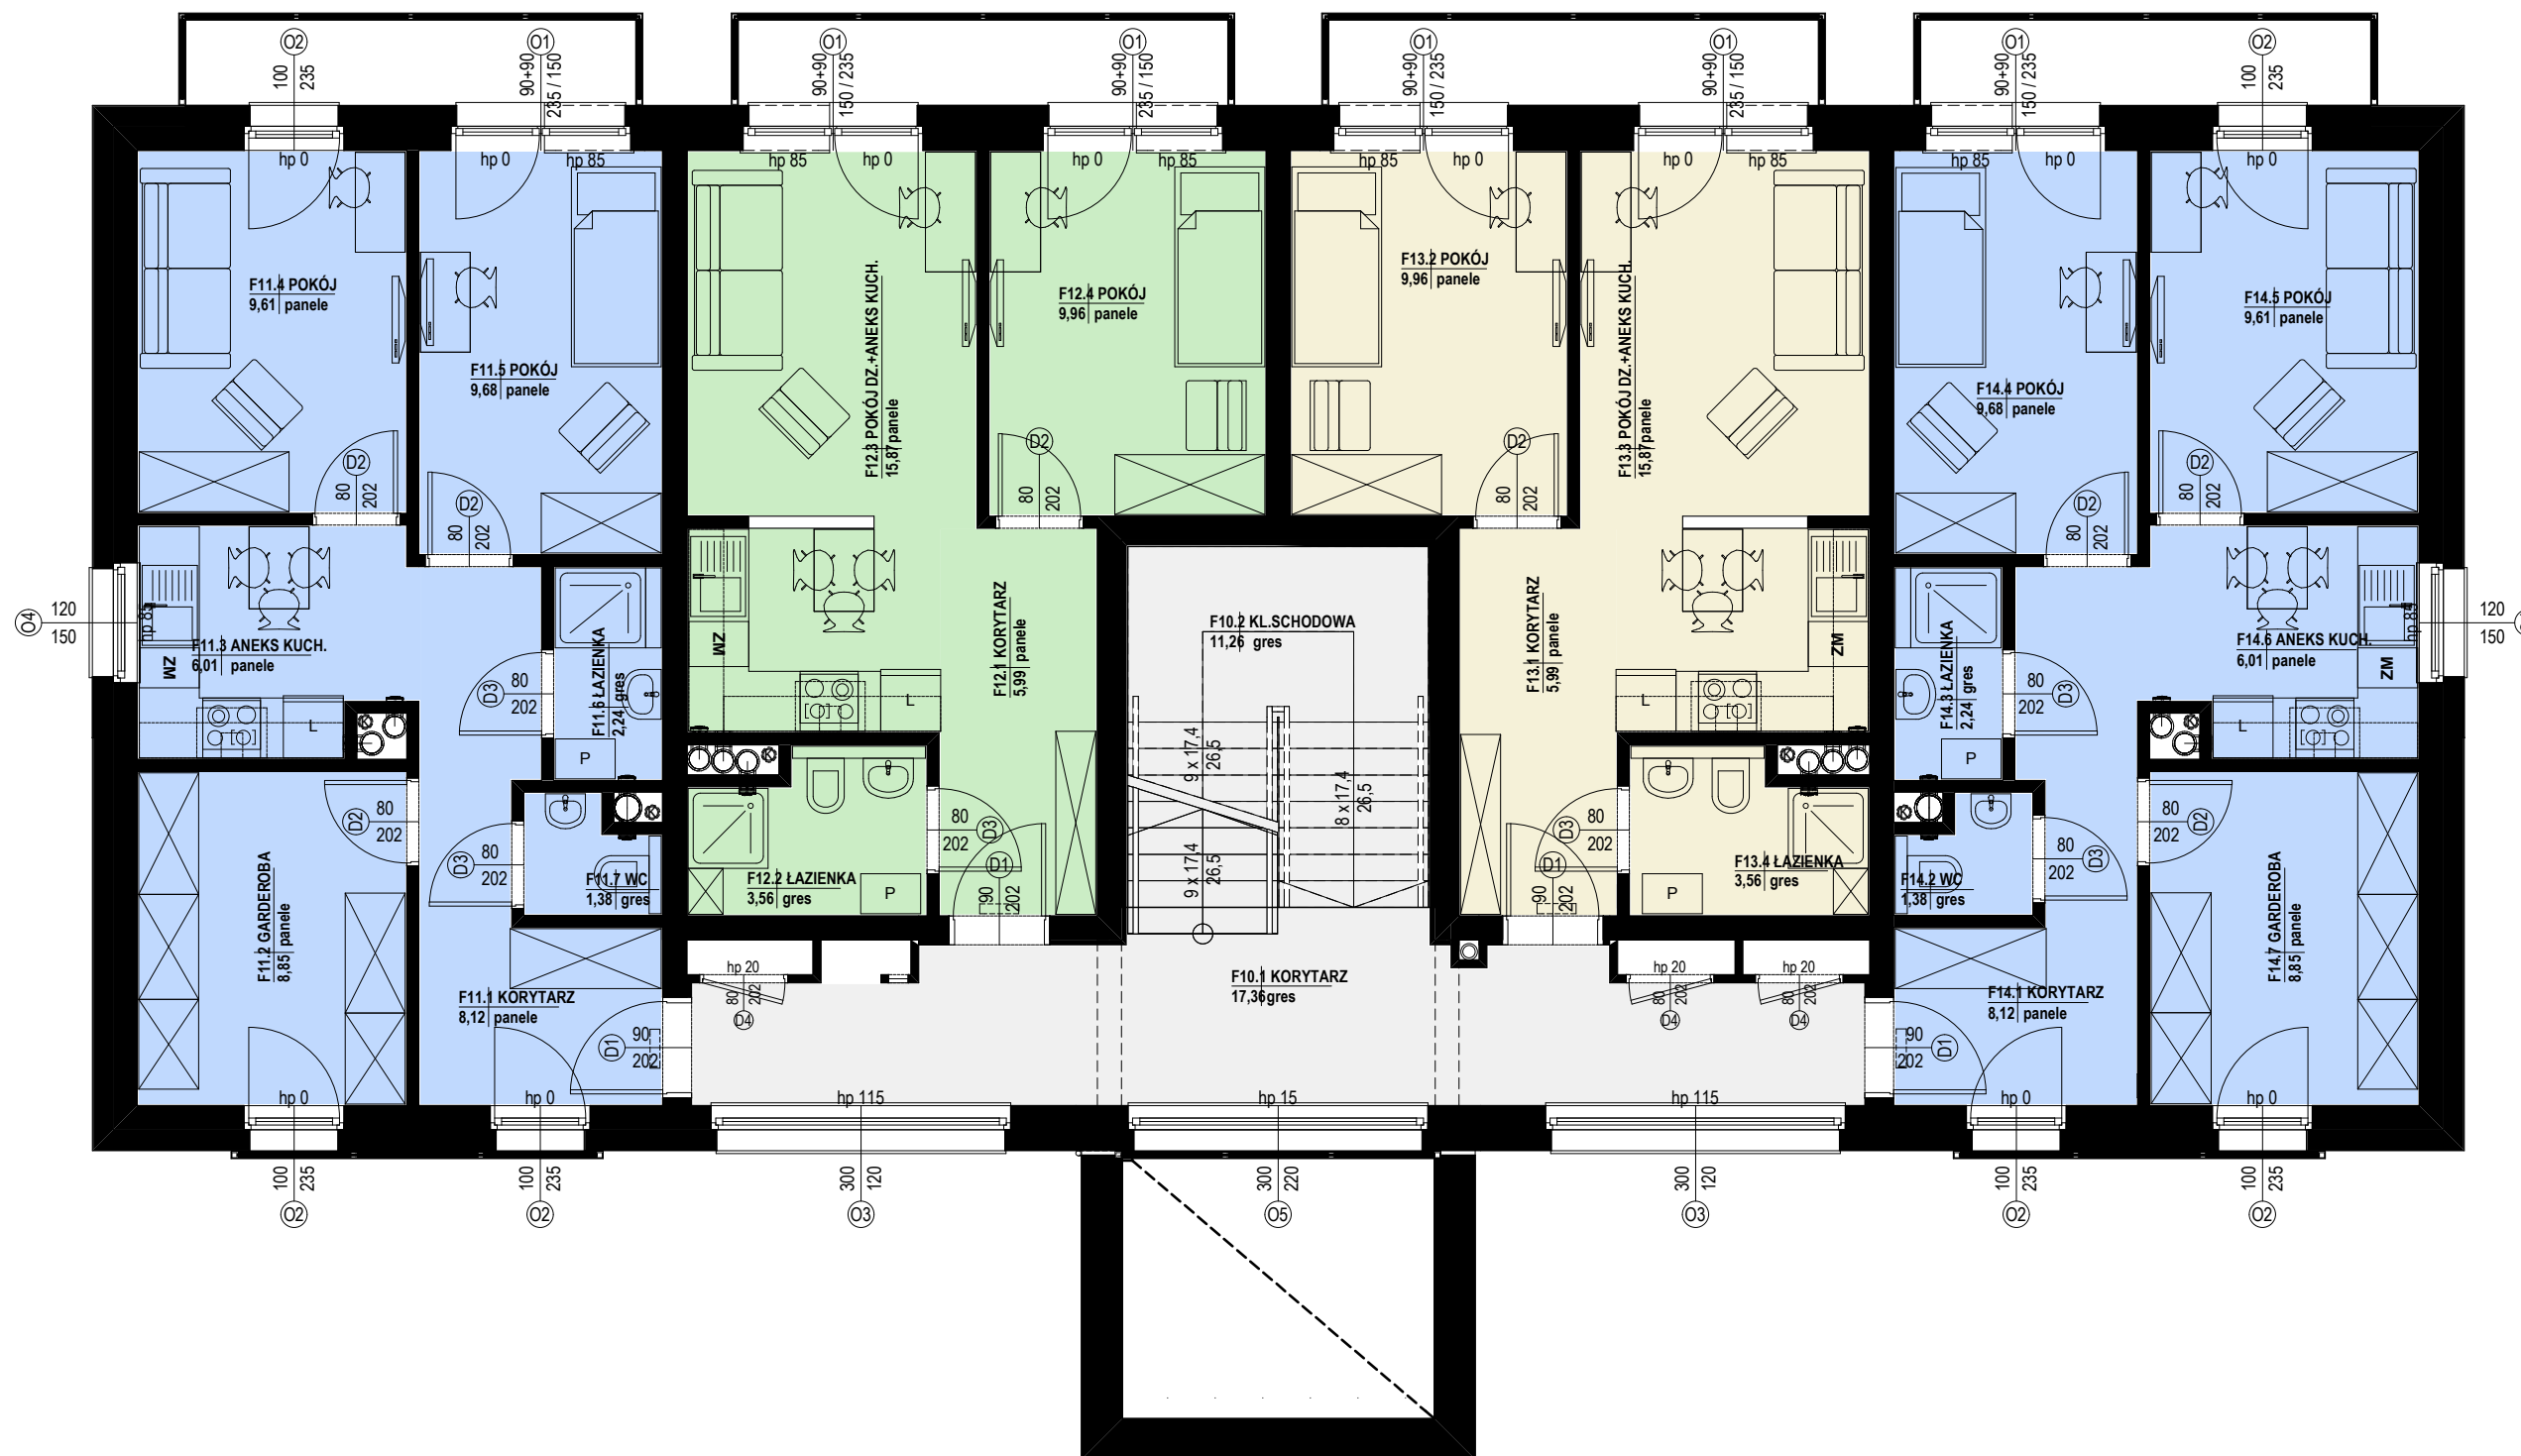 O2
100
235
O1
90+90
235 / 150
O1
90+90
150 / 235
O1
90+90
235 / 150
O1
90+90
150 / 235
O1
90+90
235 / 150
O1
90+90
150 / 235
O2
100
235
hp 0
hp 0
hp 85
hp 85
hp 0
hp 0
hp 85
hp 85
hp 0
hp 0
hp 85
hp 85
hp 0
hp 0
F11.4 POKÓJ
9,61 panele
F11.5 POKÓJ
9,68 panele
F12.3 POKÓJ DZ.+ANEKS KUCH.
15,87 panele
F12.4 POKÓJ
9,96 panele
F13.2 POKÓJ
9,96 panele
F13.3 POKÓJ DZ.+ANEKS KUCH.
15,87 panele
F14.4 POKÓJ
9,68 panele
F14.5 POKÓJ
9,61 panele
D2
80
202
D2
80
202
D2
80
202
D2
80
202
D2
80
202
D2
80
202
O4
120
150
hp 85
F11.3 ANEKS KUCH.
6,01 panele
ZM
L
D3
80
202
F11.6 ŁAZIENKA
2,24 gres
P
ZM
L
F12.1 KORYTARZ
5,99 panele
F10.2 KL.SCHODOWA
11,26 gres
9 x 17,4
26,5
8 x 17,4
26,5
9 x 17,4
26,5
F13.1 KORYTARZ
5,99 panele
L
ZM
F14.3 ŁAZIENKA
2,24 gres
P
80
202
D3
F14.6 ANEKS KUCH.
6,01 panele
ZM
L
hp 85
120
150
F11.2 GARDEROBA
8,85 panele
D2
80
202
D3
80
202
F11.7 WC
1,38 gres
F12.2 ŁAZIENKA
3,56 gres
P
80
202
D3
D1
90
202
D3
80
202
D1
90
202
F13.4 ŁAZIENKA
3,56 gres
P
F14.2 WC
1,38 gres
80
202
D3
80
202
D2
F14.7 GARDEROBA
8,85 panele
F11.1 KORYTARZ
8,12 panele
D1
90
202
hp 20
80
202
D4
F10.1 KORYTARZ
17,36 gres
hp 20
80
202
D4
hp 20
80
202
D4
90
202
D1
F14.1 KORYTARZ
8,12 panele
hp 0
hp 0
hp 115
hp 15
hp 115
hp 0
hp 0
100
235
O2
100
235
O2
300
120
O3
300
220
O5
300
120
O3
100
235
O2
100
235
O2